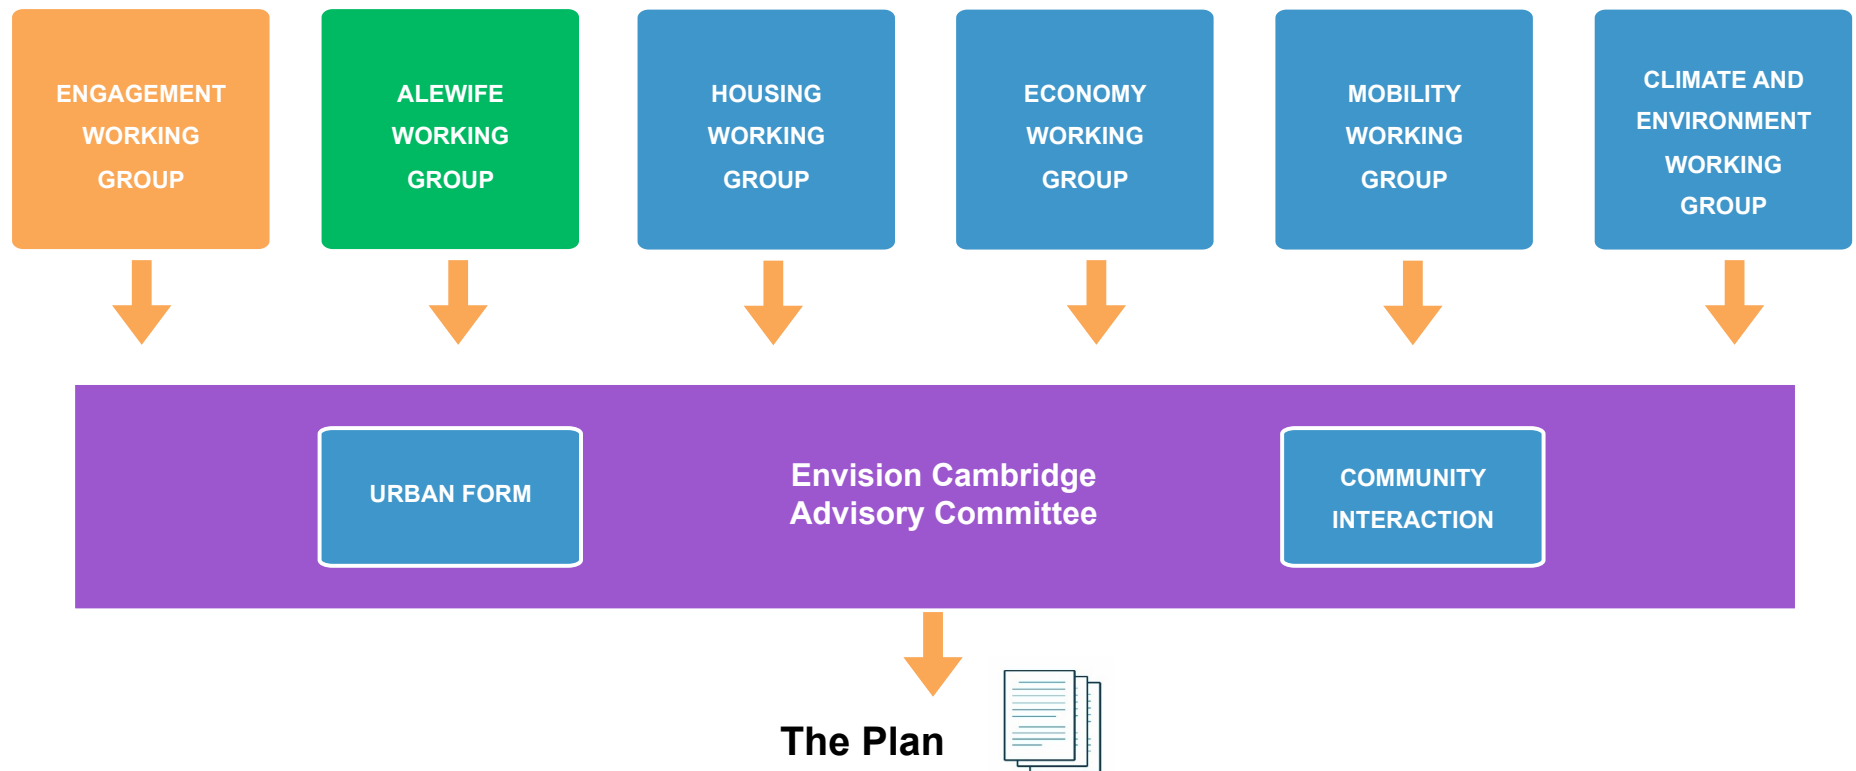 ENGAGEMENT
WORKING
GROUP
ALEWIFE
WORKING
GROUP
HOUSING
WORKING
GROUP
ECONOMY
WORKING
GROUP
MOBILITY
WORKING
GROUP
CLIMATE AND
ENVIRONMENT
WORKING
GROUP
URBAN FORM
Envision Cambridge
Advisory Committee
COMMUNITY
INTERACTION
The Plan